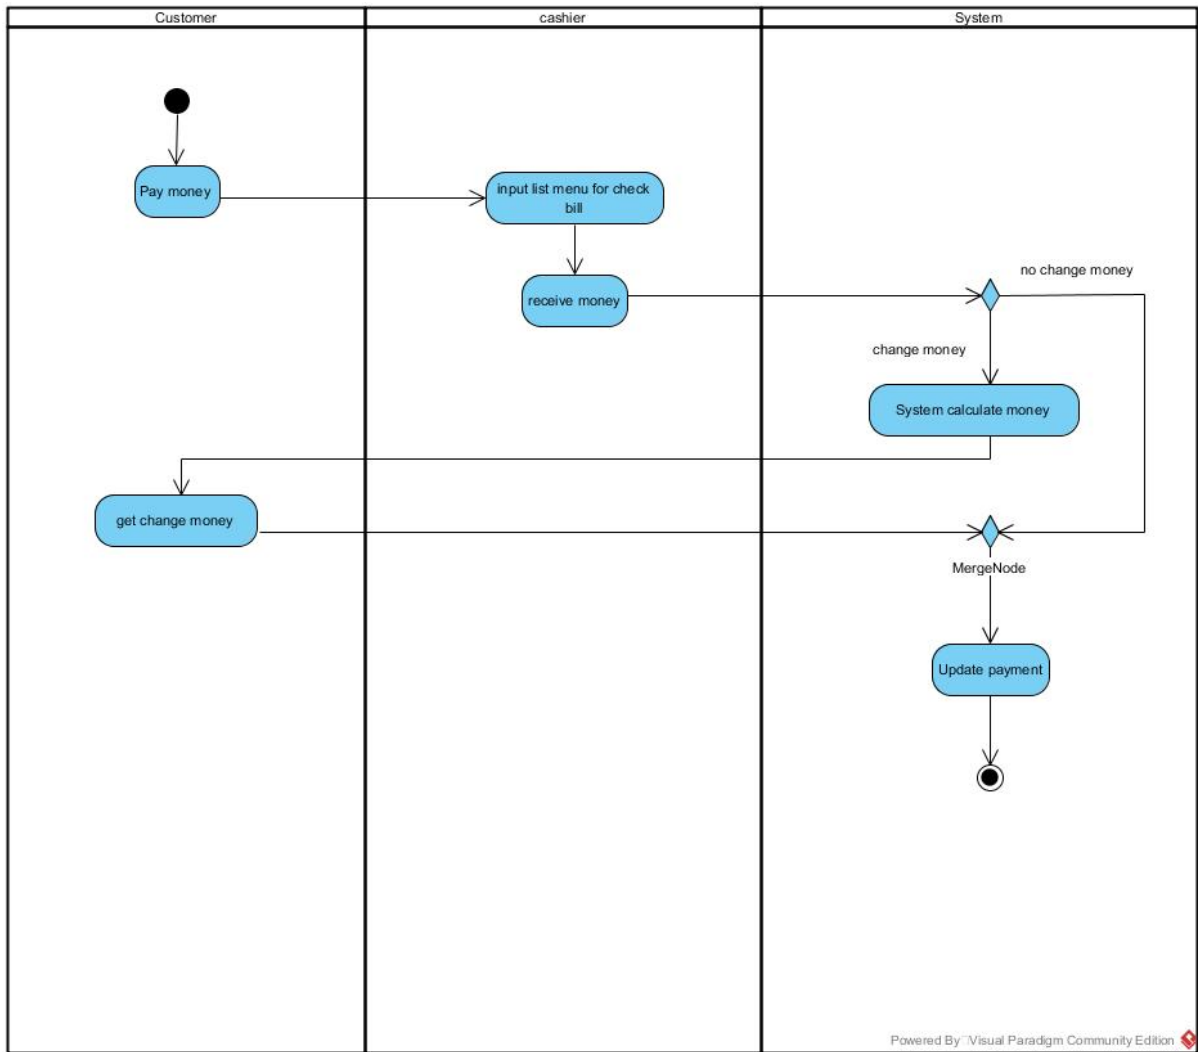 Customer
cashier
System
Pay money
input list menu for check
bill
receive money
no change money
change money
System calculate money
get change money
MergeNode
Update payment
Powered By Visual Paradigm Community Edition